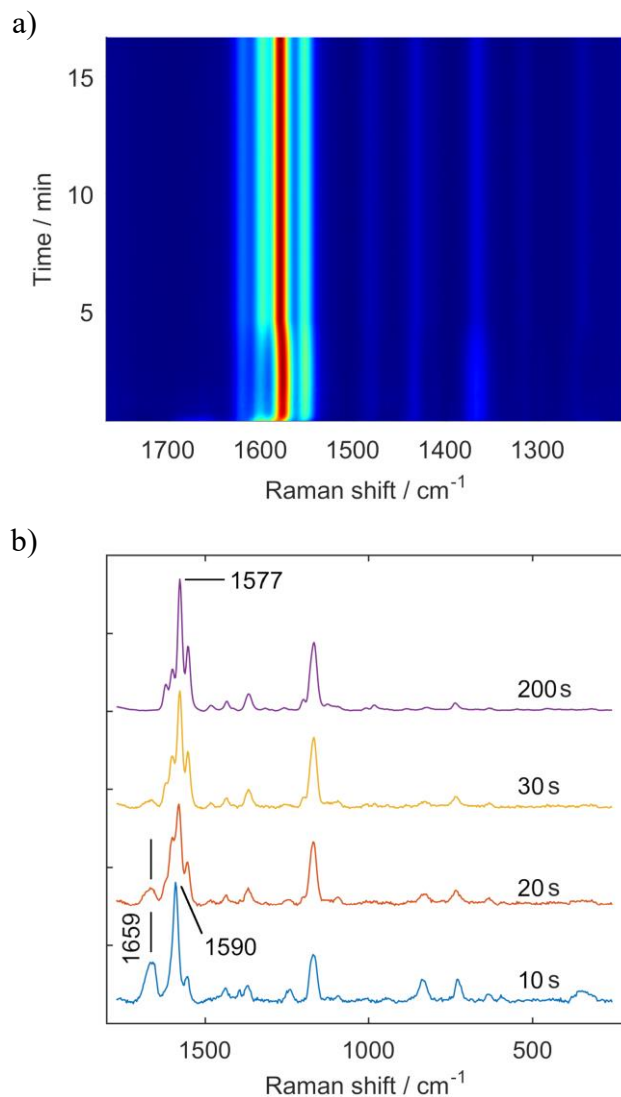 a)
15
10
5
Time / min
1700 1600 1500 1400 1300
Raman shift / cm⁻¹
b)
1577
200 s
30 s
20 s
1659
1590
10 s
1500 1000 500
Raman shift / cm⁻¹